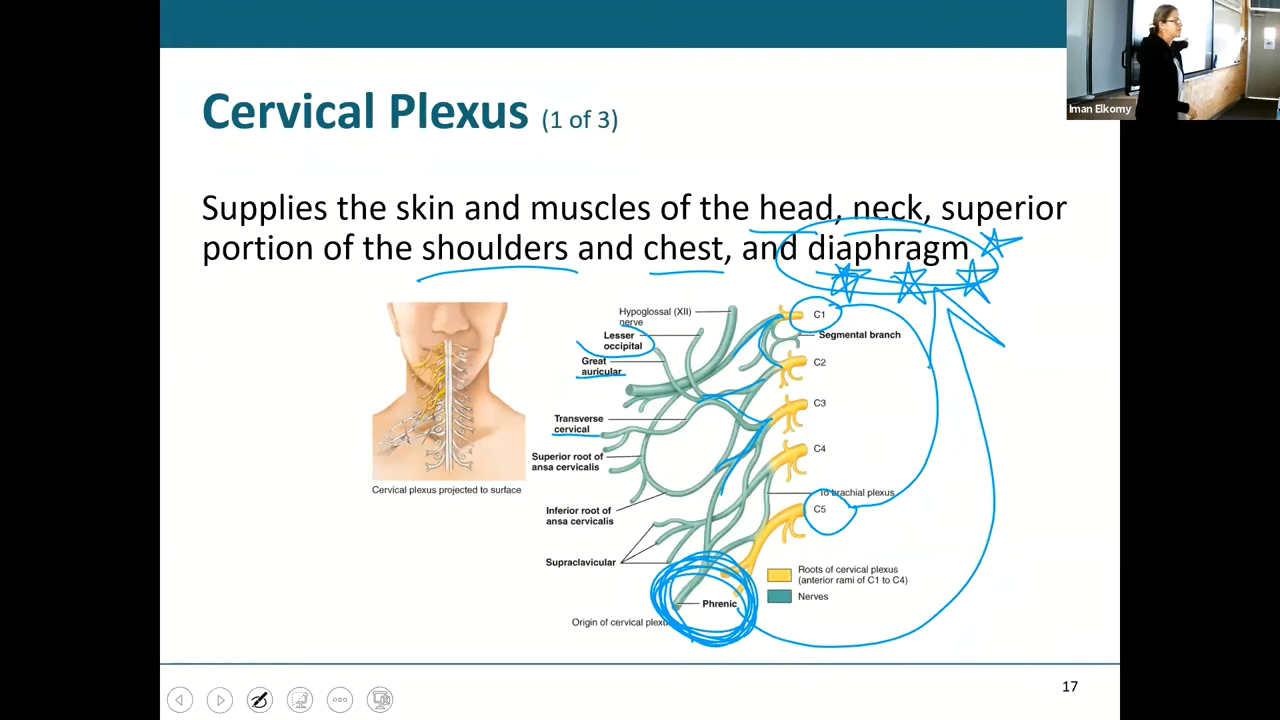 Iman Elkomy
Cervical Plexus (1 of 3)
Supplies the skin and muscles of the head, neck, superior
portion of the shoulders and chest, and diaphragm
Hypoglossal (XII)
nerve
Lesser
occipital
Great
auricular
Transverse
cervical
Superior root of
ansa cervicalis
Inferior root of
ansa cervicalis
Supraclavicular
C1
Segmental branch
C2
C3
C4
To brachial plexus
C5
Phrenic
Roots of cervical plexus
(anterior rami of C1 to C4)
Nerves
Cervical plexus projected to surface
Origin of cervical plexus
17